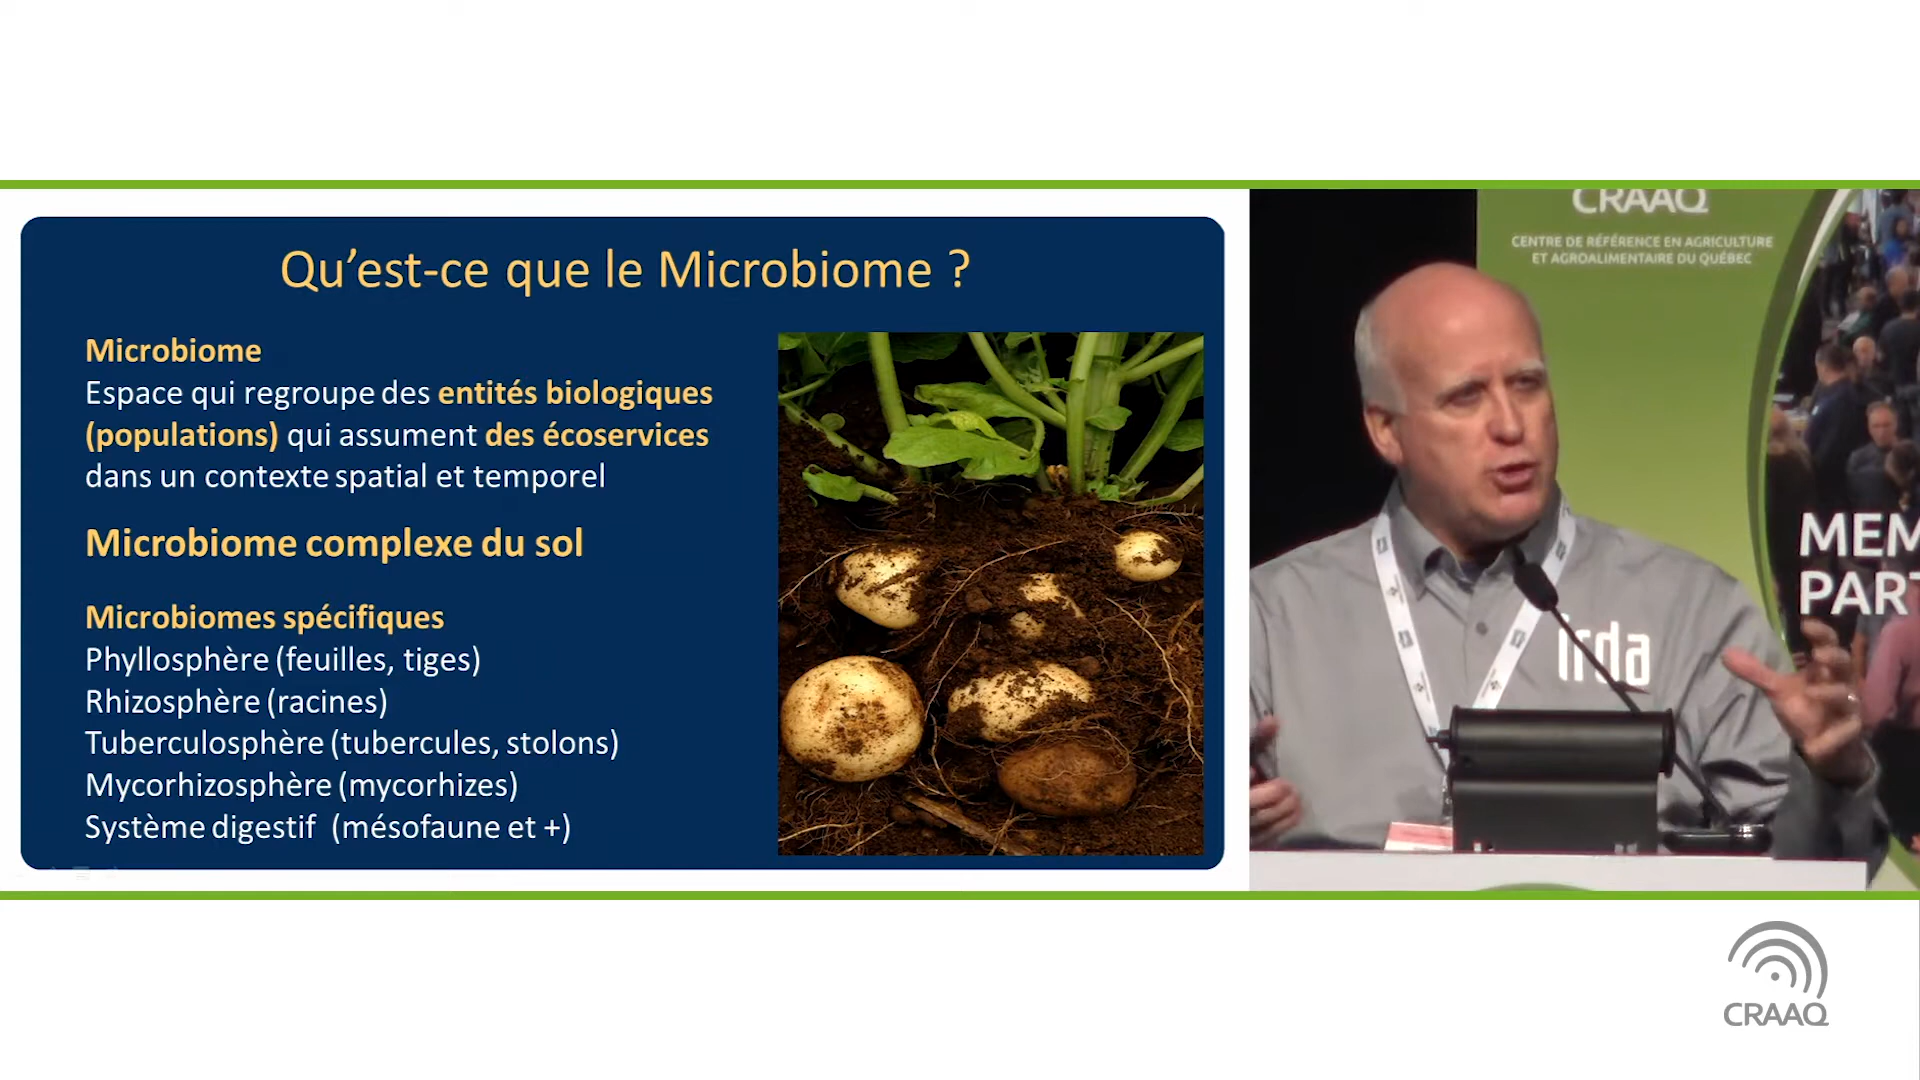 Qu’est-ce que le Microbiome ?
Microbiome
Espace qui regroupe des entités biologiques
(populations) qui assument des écoservices
dans un contexte spatial et temporel
Microbiome complexe du sol
Microbiomes spécifiques
Phyllosphère (feuilles, tiges)
Rhizosphère (racines)
Tuberculosphère (tubercules, stolons)
Mycorhizosphère (mycorhizes)
Système digestif (mésofaune et +)
CRAAQ
CENTRE DE RÉFÉRENCE EN AGRICULTURE
ET AGROALIMENTAIRE DU QUÉBEC
MEM
PART
irda
CRAAQ